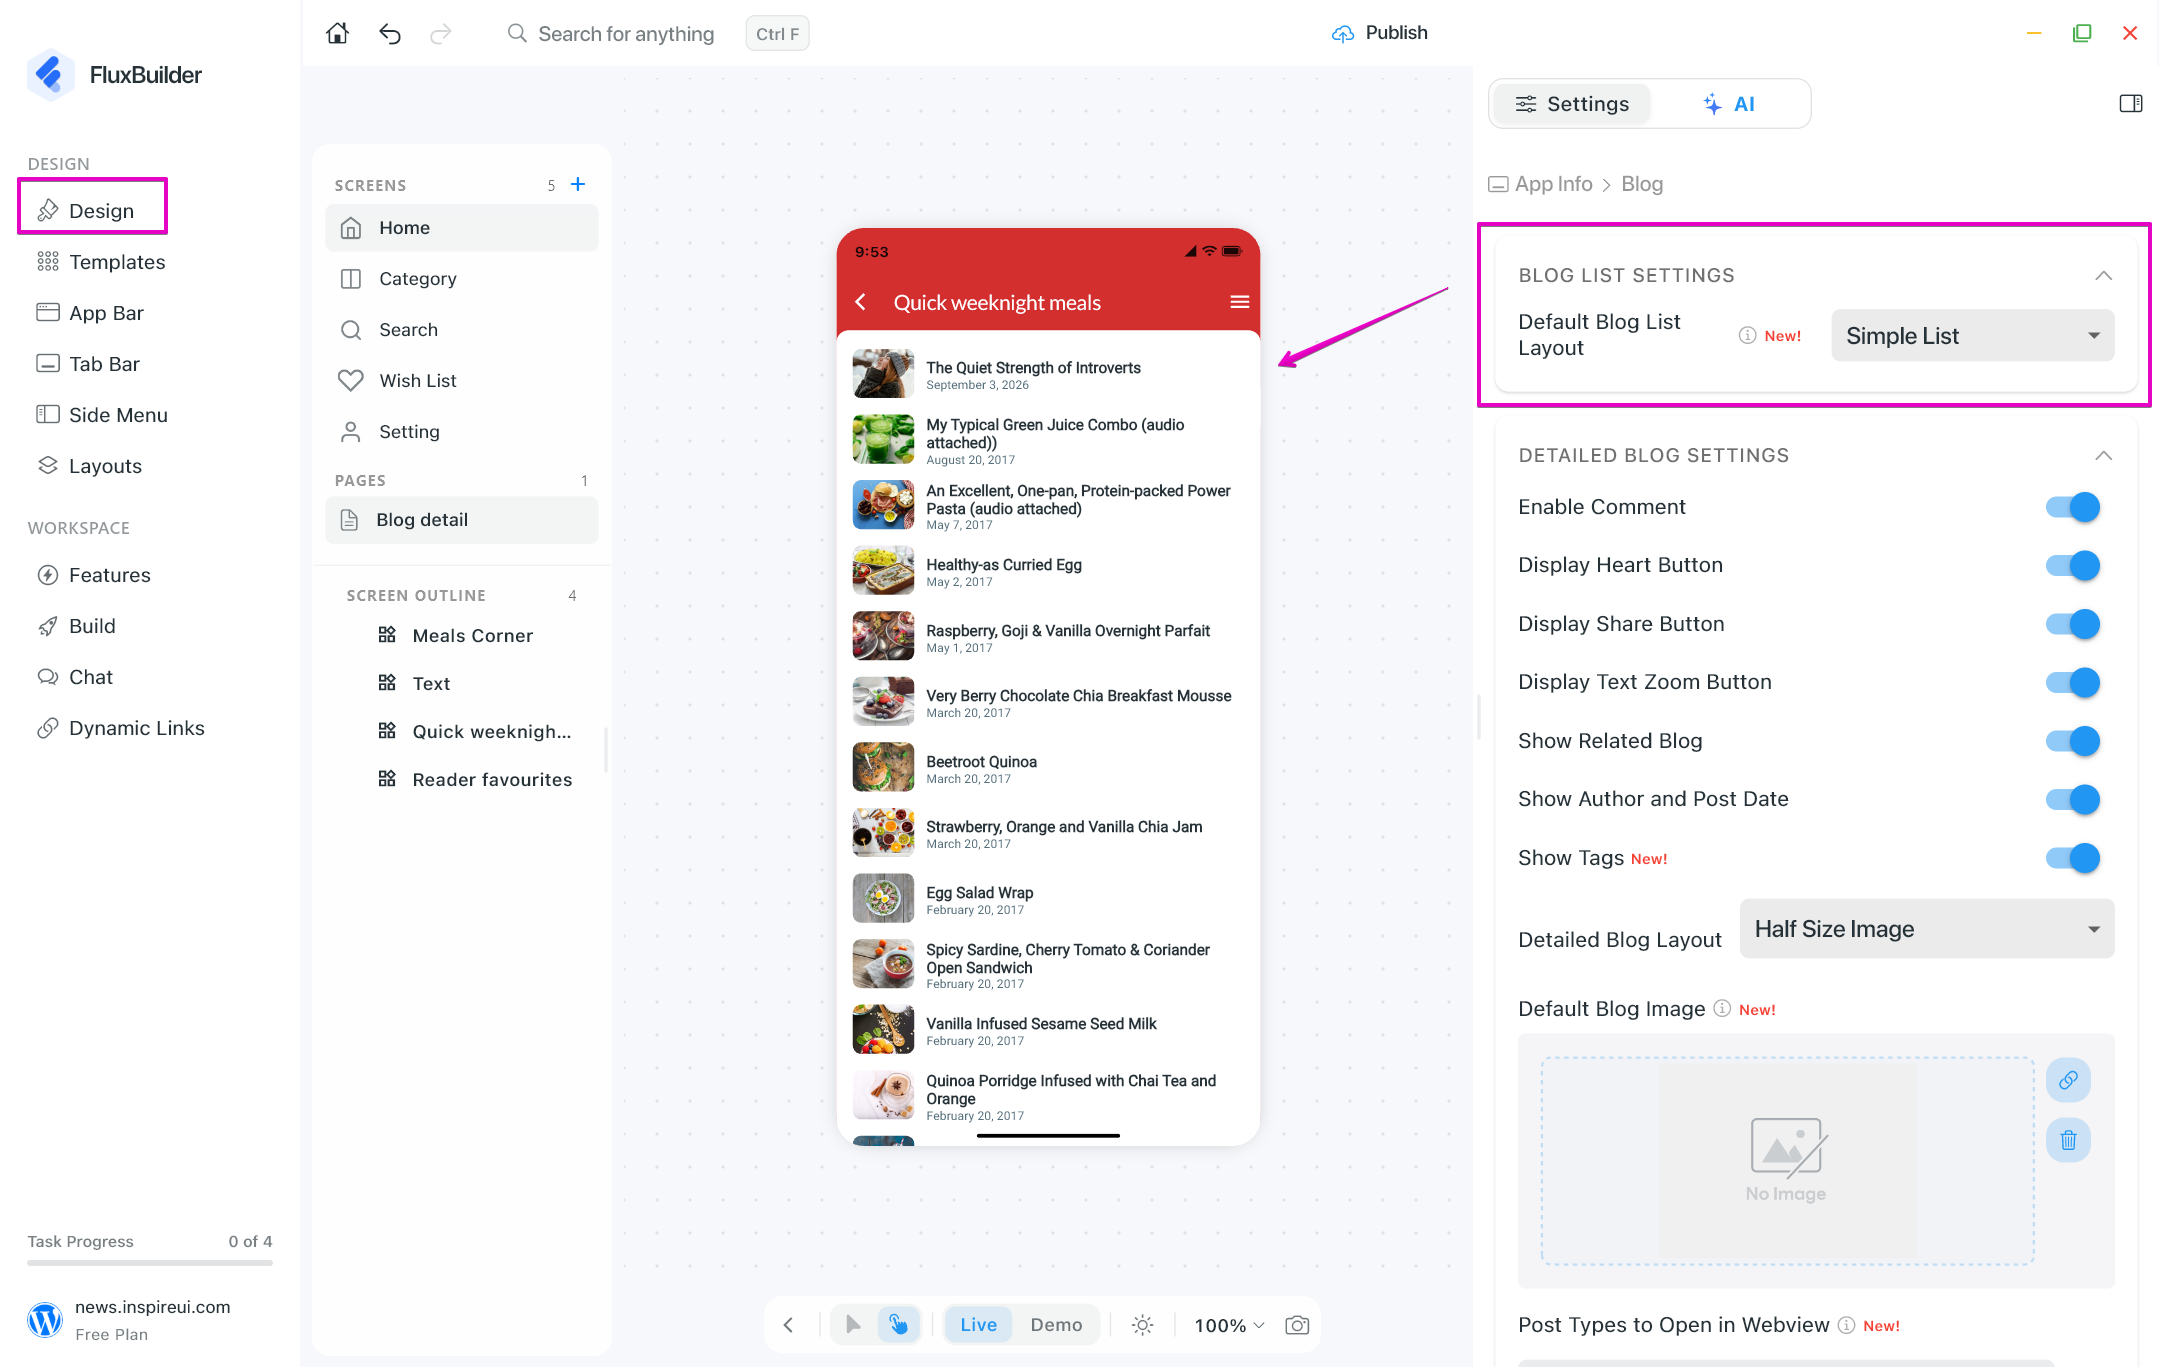 FluxBuilder
Search for anything
Ctrl F
Publish
DESIGN
Design
Templates
App Bar
Tab Bar
Side Menu
Layouts
WORKSPACE
Features
Build
Chat
Dynamic Links
Task Progress
0 of 4
news.inspireui.com
Free Plan
SCREENS
5
Home
Category
Search
Wish List
Setting
PAGES
1
Blog detail
SCREEN OUTLINE
4
Meals Corner
Text
Quick weeknigh...
Reader favourites
9:53
Quick weeknight meals
The Quiet Strength of Introverts
September 3, 2026
My Typical Green Juice Combo (audio
attached))
August 20, 2017
An Excellent, One-pan, Protein-packed Power
Pasta (audio attached)
May 7, 2017
Healthy-as Curried Egg
May 2, 2017
Raspberry, Goji & Vanilla Overnight Parfait
May 1, 2017
Very Berry Chocolate Chia Breakfast Mousse
March 20, 2017
Beetroot Quinoa
March 20, 2017
Strawberry, Orange and Vanilla Chia Jam
March 20, 2017
Egg Salad Wrap
February 20, 2017
Spicy Sardine, Cherry Tomato & Coriander
Open Sandwich
February 20, 2017
Vanilla Infused Sesame Seed Milk
February 20, 2017
Quinoa Porridge Infused with Chai Tea and
Orange
February 20, 2017
Live
Demo
100%
Settings
AI
App Info
Blog
BLOG LIST SETTINGS
Default Blog List
Layout
New!
Simple List
DETAILED BLOG SETTINGS
Enable Comment
Display Heart Button
Display Share Button
Display Text Zoom Button
Show Related Blog
Show Author and Post Date
Show Tags New!
Detailed Blog Layout
Half Size Image
Default Blog Image
New!
No Image
Post Types to Open in Webview
New!